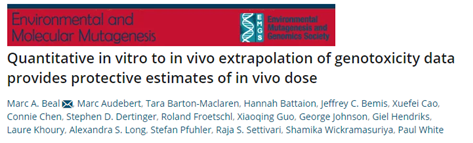 Environmental and
Molecular Mutagenesis
EMGS
Environmental
Mutagenesis and
Genomics Society
Quantitative in vitro to in vivo extrapolation of genotoxicity data
provides protective estimates of in vivo dose
Marc A. Beal, Marc Audebert, Tara Barton-Maclaren, Hannah Battaion, Jeffrey C. Bemis, Xuefei Cao,
Connie Chen, Stephen D. Dertinger, Roland Froetschl, Xiaoqing Guo, George Johnson, Giel Hendriks,
Laure Khoury, Alexandra S. Long, Stefan Pfuhler, Raja S. Settivari, Shamika Wickramasuriya, Paul White